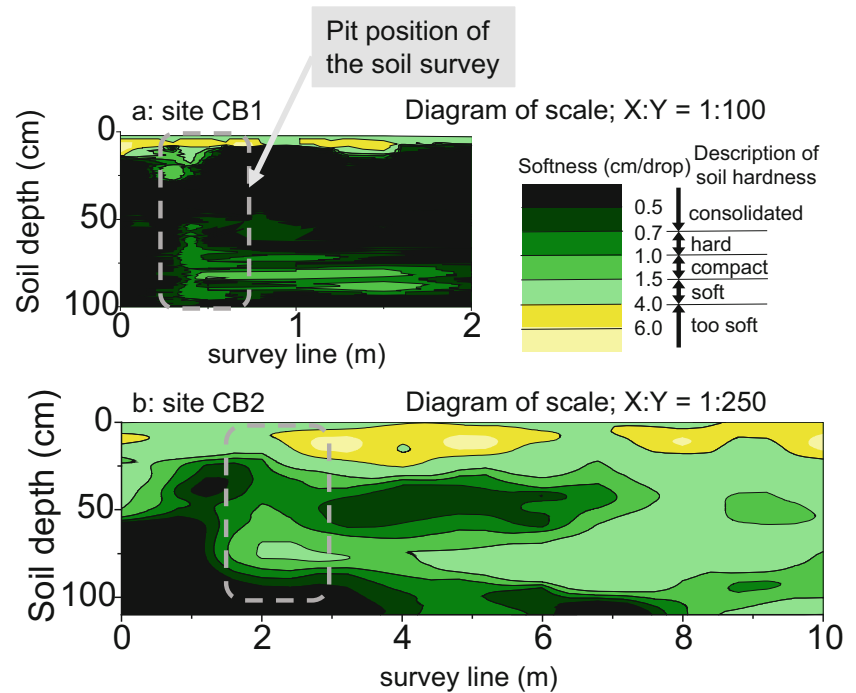 Pit position of
the soil survey
a: site CB1
Diagram of scale; X:Y = 1:100
Soil depth (cm)
0
50
100
0
1
2
survey line (m)
Softness (cm/drop)
Description of
soil hardness
0.5
consolidated
0.7
hard
1.0
compact
1.5
soft
4.0
too soft
6.0
b: site CB2
Diagram of scale; X:Y = 1:250
Soil depth (cm)
0
50
100
0
2
4
6
8
10
survey line (m)